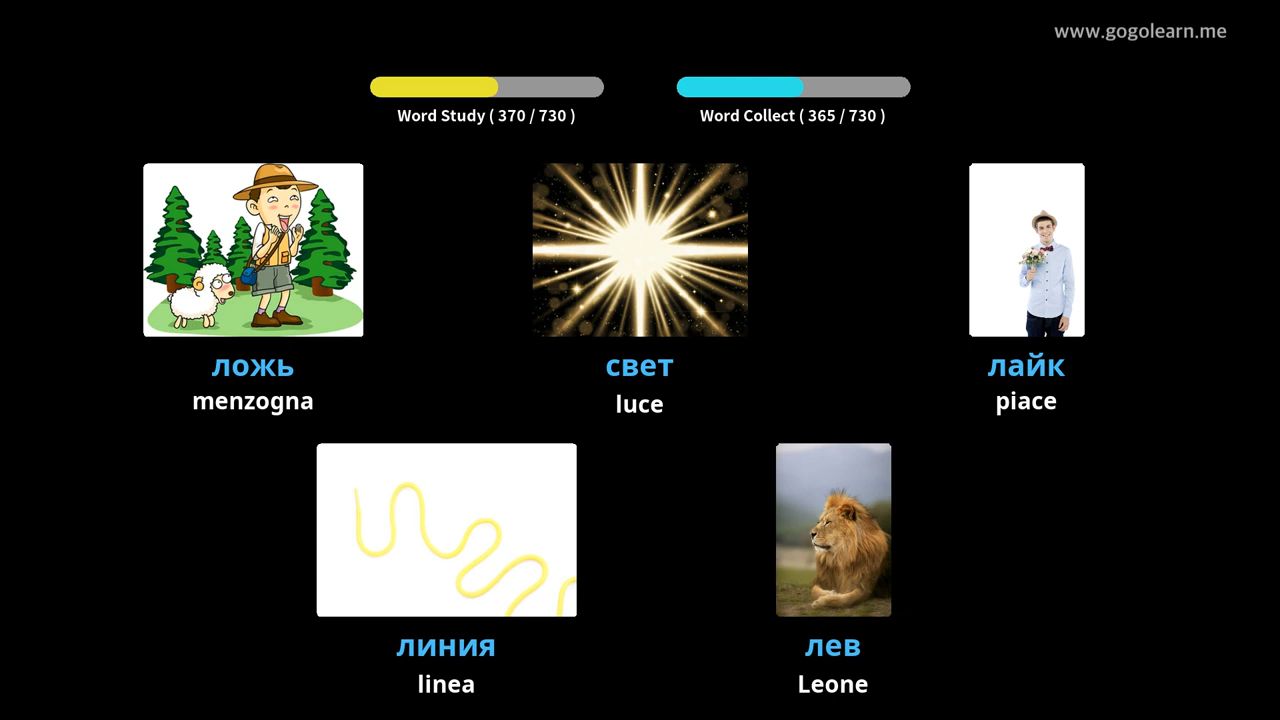 www.gogolearn.me
Word Study ( 370 / 730 )
Word Collect ( 365 / 730 )
ложь
menzogna
свет
luce
лайк
piace
линия
linea
лев
Leone